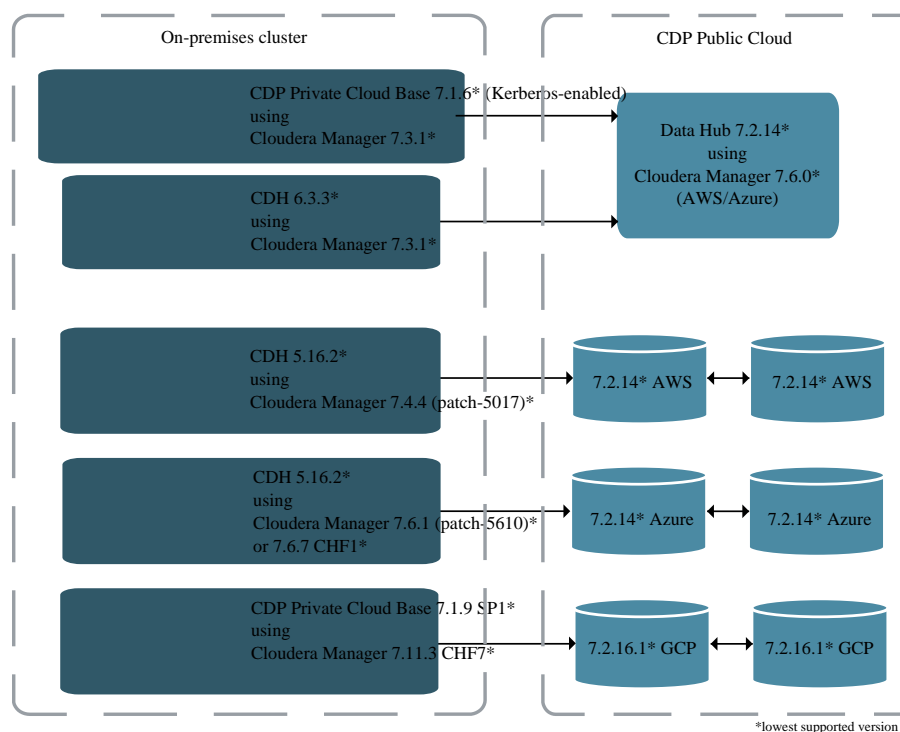 On-premises cluster
CDP Public Cloud
CDP Private Cloud Base 7.1.6* (Kerberos-enabled)
using
Cloudera Manager 7.3.1*
Data Hub 7.2.14*
using
Cloudera Manager 7.6.0*
(AWS/Azure)
CDH 6.3.3*
using
Cloudera Manager 7.3.1*
CDH 5.16.2*
using
Cloudera Manager 7.4.4 (patch-5017)*
7.2.14* AWS
7.2.14* AWS
CDH 5.16.2*
using
Cloudera Manager 7.6.1 (patch-5610)*
or 7.6.7 CHF1*
7.2.14* Azure
7.2.14* Azure
CDP Private Cloud Base 7.1.9 SP1*
using
Cloudera Manager 7.11.3 CHF7*
7.2.16.1* GCP
7.2.16.1* GCP
*lowest supported version